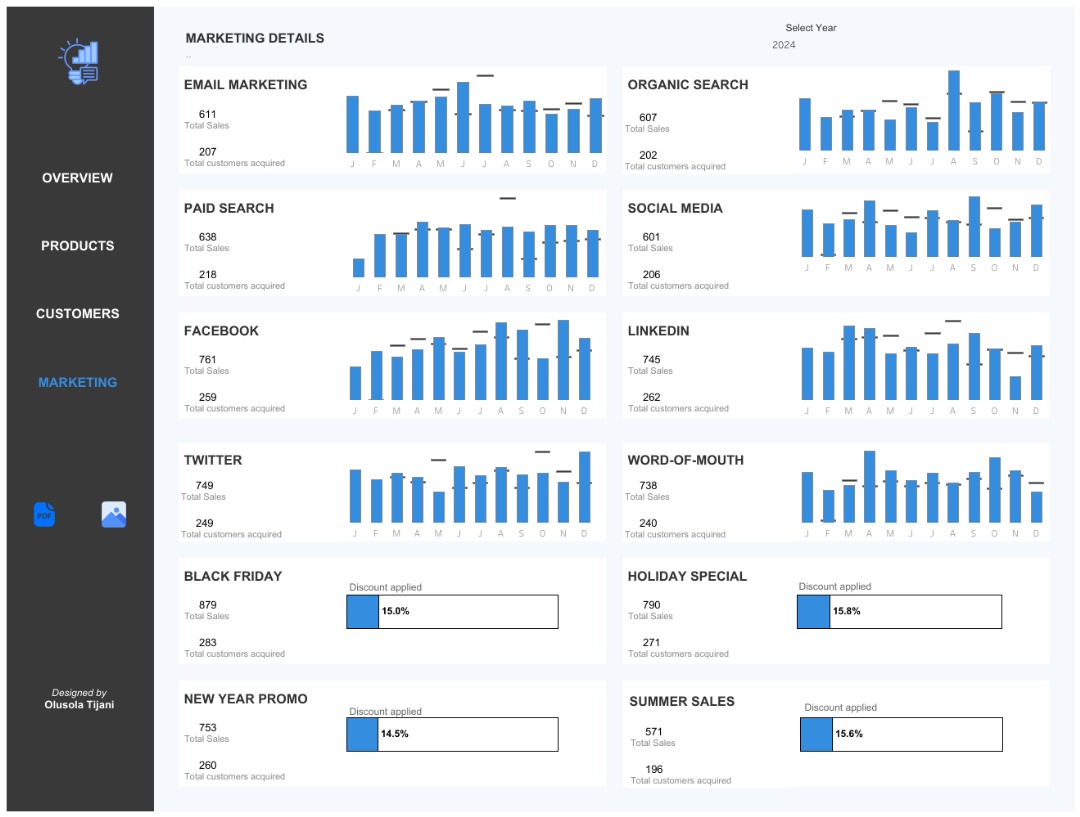 MARKETING DETAILS
..
Select Year
2024
OVERVIEW
PRODUCTS
CUSTOMERS
MARKETING
PDF
Designed by
Olusola Tijani
EMAIL MARKETING
611
Total Sales
207
Total customers acquired
J F M A M J J A S O N D
ORGANIC SEARCH
607
Total Sales
202
Total customers acquired
J F M A M J J A S O N D
PAID SEARCH
638
Total Sales
218
Total customers acquired
J F M A M J J A S O N D
SOCIAL MEDIA
601
Total Sales
206
Total customers acquired
J F M A M J J A S O N D
FACEBOOK
761
Total Sales
259
Total customers acquired
J F M A M J J A S O N D
LINKEDIN
745
Total Sales
262
Total customers acquired
J F M A M J J A S O N D
TWITTER
749
Total Sales
249
Total customers acquired
J F M A M J J A S O N D
WORD-OF-MOUTH
738
Total Sales
240
Total customers acquired
J F M A M J J A S O N D
BLACK FRIDAY
879
Total Sales
283
Total customers acquired
Discount applied
15.0%
HOLIDAY SPECIAL
790
Total Sales
271
Total customers acquired
Discount applied
15.8%
NEW YEAR PROMO
753
Total Sales
260
Total customers acquired
Discount applied
14.5%
SUMMER SALES
571
Total Sales
196
Total customers acquired
Discount applied
15.6%